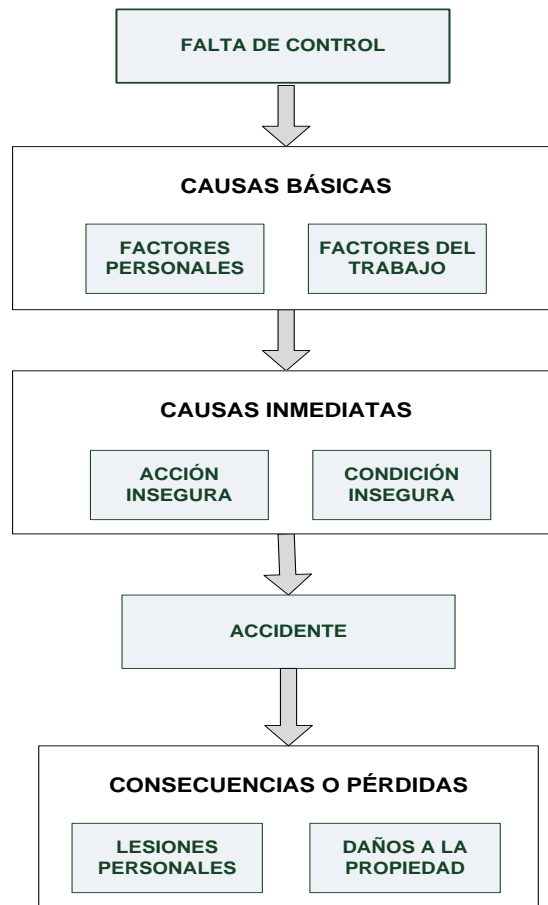 FALTA DE CONTROL
CAUSAS BÁSICAS
FACTORES
PERSONALES
FACTORES DEL
TRABAJO
CAUSAS INMEDIATAS
ACCIÓN
INSEGURA
CONDICIÓN
INSEGURA
ACCIDENTE
CONSECUENCIAS O PÉRDIDAS
LESIONES
PERSONALES
DAÑOS A LA
PROPIEDAD